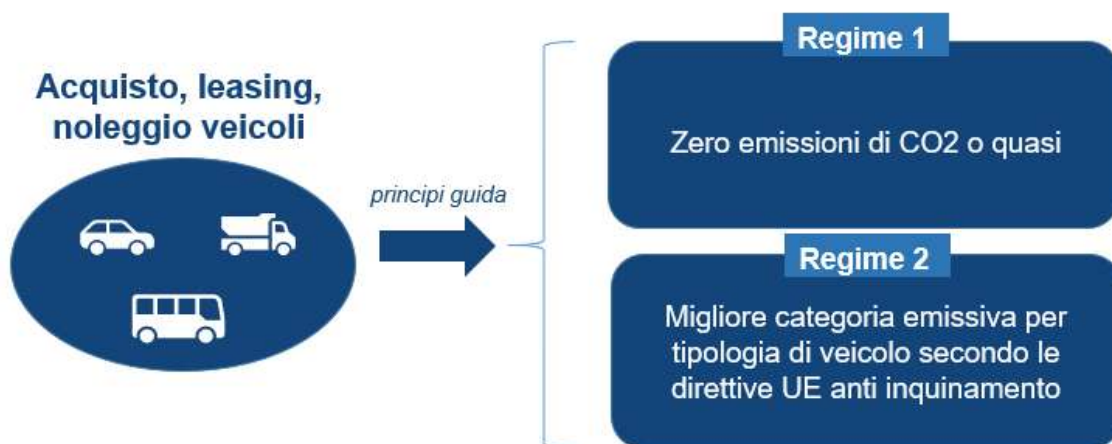 Acquisto, leasing,
noleggio veicoli
principi guida
Regime 1
Zero emissioni di CO2 o quasi
Regime 2
Migliore categoria emissiva per
tipologia di veicolo secondo le
direttive UE anti inquinamento